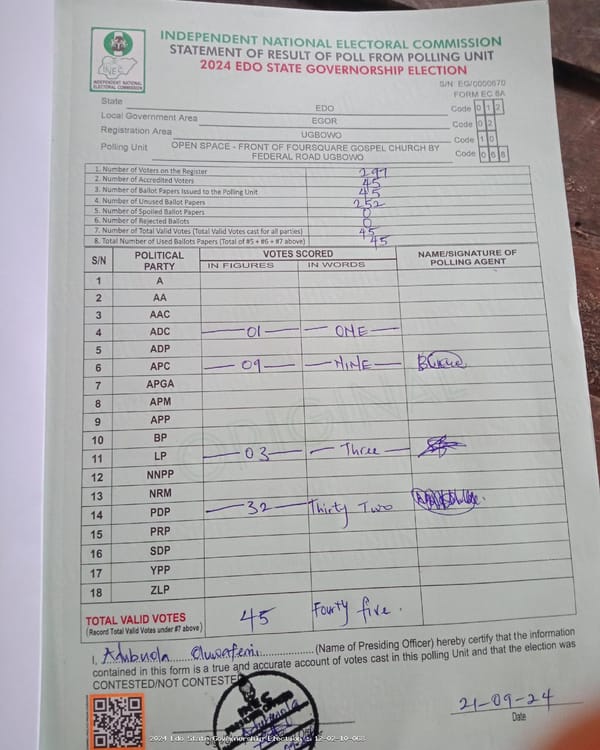 INDEPENDENT NATIONAL ELECTORAL COMMISSION
STATEMENT OF RESULT OF POLL FROM POLLING UNIT
2024 EDO STATE GOVERNORSHIP ELECTION
INEC
INDEPENDENT NATIONAL ELECTORAL COMMISSION
S/N EG/0000670
FORM EC 8A
State EDO Code 0 1 2
Local Government Area EGOR Code 0 2
Registration Area UGBOWO Code 1 0
Polling Unit OPEN SPACE - FRONT OF FOURSQUARE GOSPEL CHURCH BY FEDERAL ROAD UGBOWO Code 0 6 8
1. Number of Voters on the Register 297
2. Number of Accredited Voters 45
3. Number of Ballot Papers Issued to the Polling Unit 45
4. Number of Unused Ballot Papers 252
5. Number of Spoiled Ballot Papers 0
6. Number of Rejected Ballots 0
7. Number of Total Valid Votes (Total Valid Votes cast for all parties) 45
8. Total Number of Used Ballots Papers (Total of #5 + #6 + #7 above) 45
S/N POLITICAL PARTY VOTES SCORED NAME/SIGNATURE OF POLLING AGENT
IN FIGURES IN WORDS
1 A
2 AA
3 AAC
4 ADC 01 ONE
5 ADP
6 APC 09 NINE
7 APGA
8 APM
9 APP
10 BP
11 LP 03 Three
12 NNPP
13 NRM
14 PDP 32 Thirty Two
15 PRP
16 SDP
17 YPP
18 ZLP
ORIGINAL
TOTAL VALID VOTES 45 Fourty five.
(Record Total Valid Votes under #7 above)
I, Oluwafemi (Name of Presiding Officer) hereby certify that the information
contained in this form is a true and accurate account of votes cast in this polling Unit and that the election was
CONTESTED/NOT CONTESTED
21-09-24
Date
2024 Edo State Governorship Election S 12-02-10-068